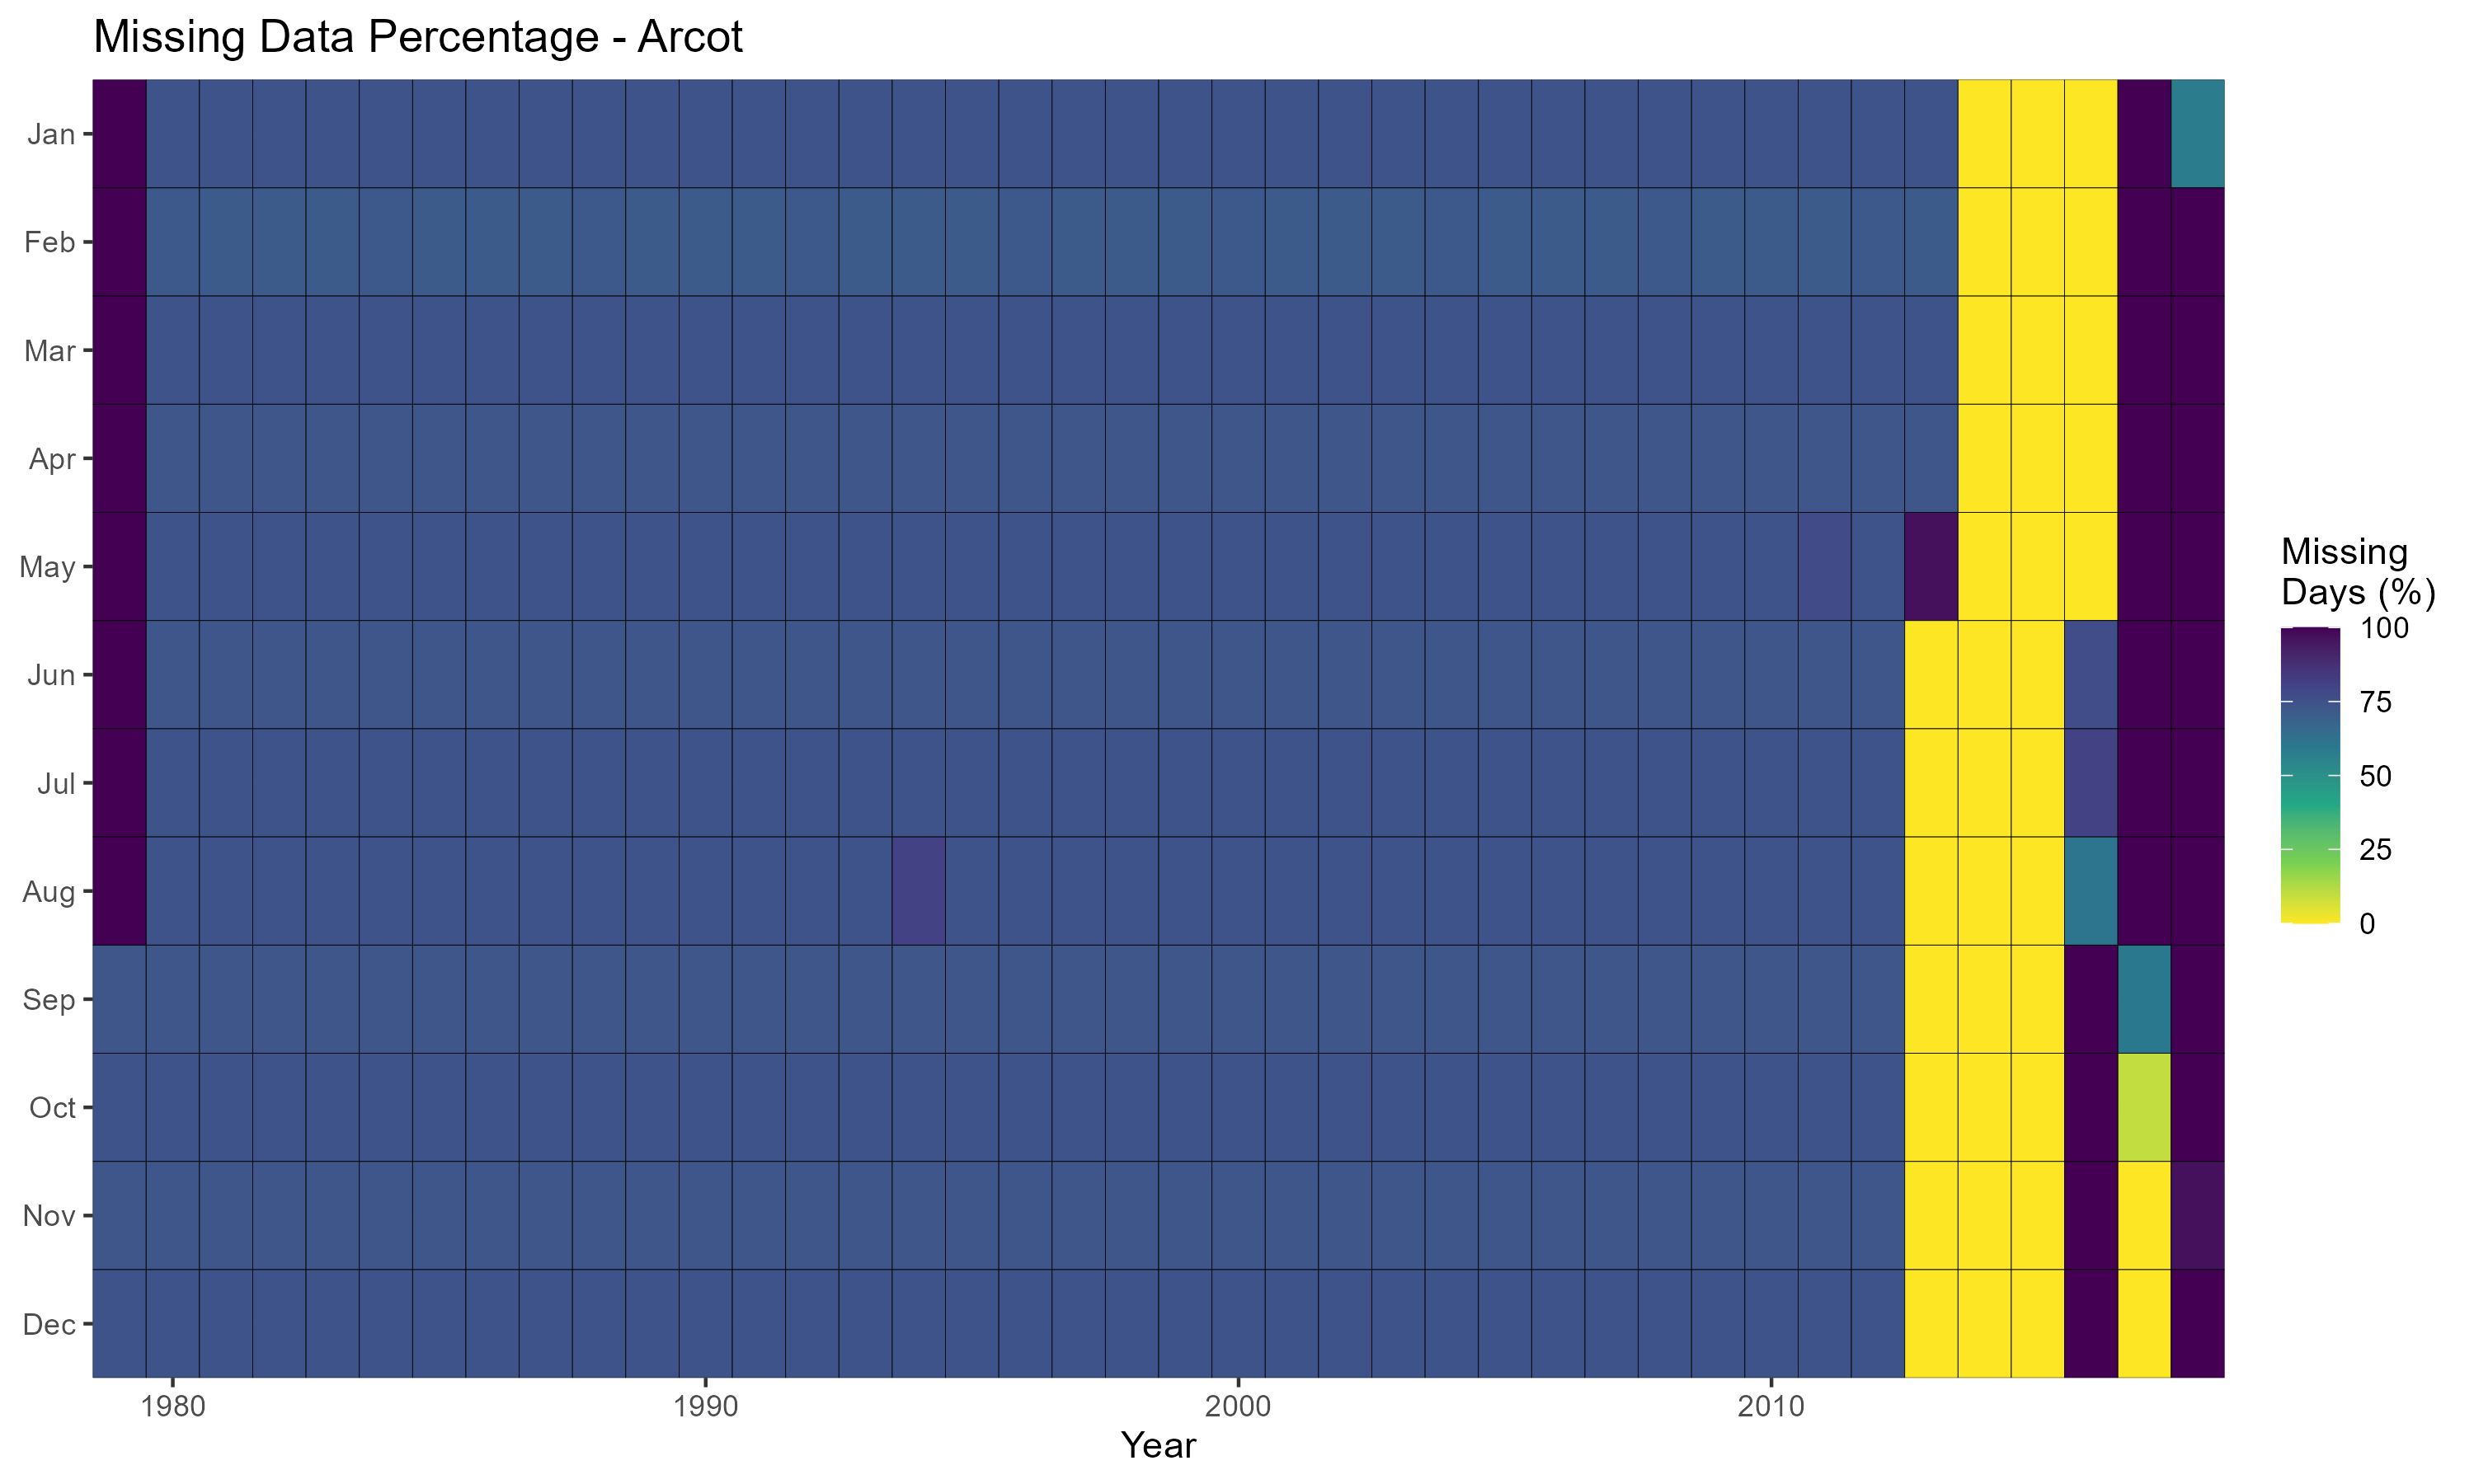 Missing Data Percentage - Arcot
Jan
Feb
Mar
Apr
May
Jun
Jul
Aug
Sep
Oct
Nov
Dec
1980
1990
2000
2010
Year
Missing
Days (%)
100
75
50
25
0